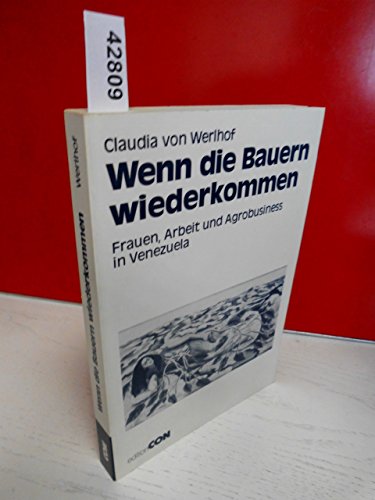 42809
Claudia von Werlhof
Wenn die Bauern
wiederkommen
Frauen, Arbeit und Agrobusiness
in Venezuela
edition CON
Werlhof
Wenn die Bauern wiederkommen